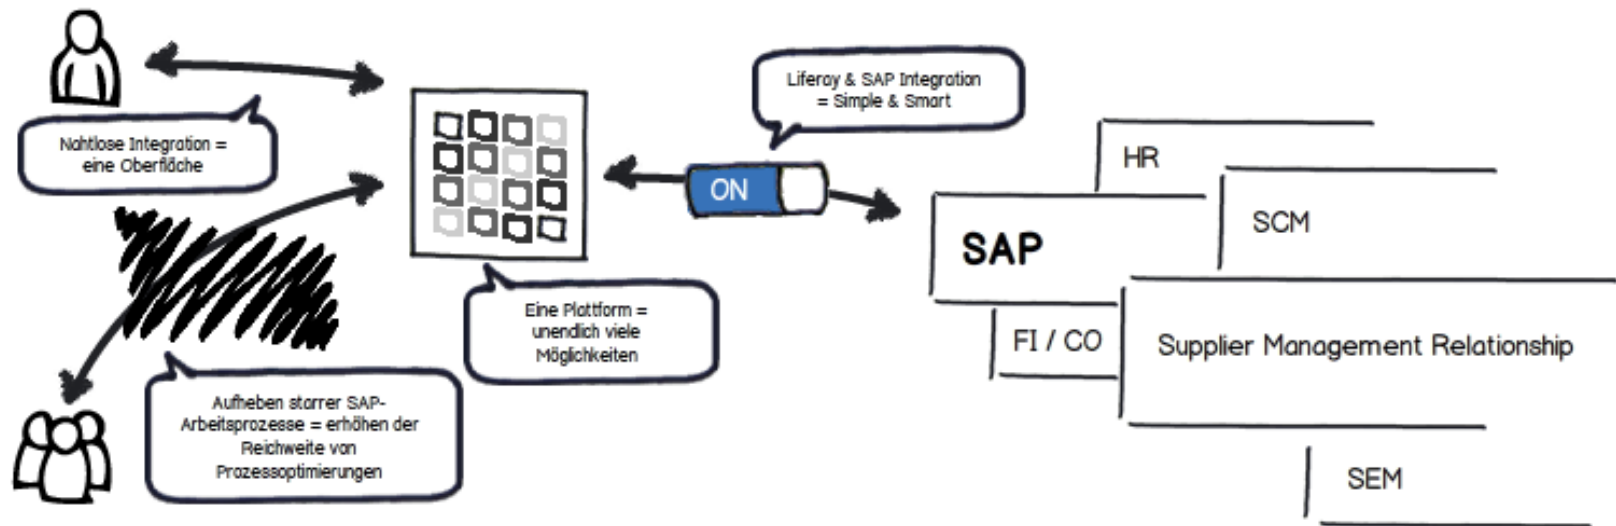 Nahtlose Integration =
eine Oberfläche
Aufheben starrer SAP-
Arbeitsprozesse = erhöhen der
Reichweite von
Prozessoptimierungen
Eine Plattform =
unendlich viele
Möglichkeiten
Liferay & SAP Integration
= Simple & Smart
ON
HR
SCM
SAP
FI / CO
Supplier Management Relationship
SEM